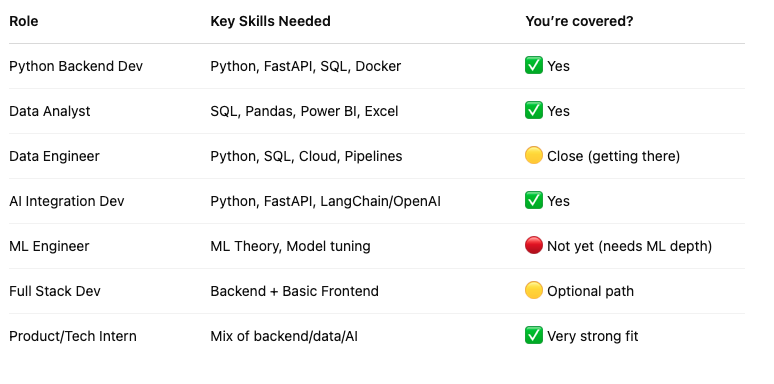 Role Key Skills Needed You’re covered?
Python Backend Dev Python, FastAPI, SQL, Docker ✅ Yes
Data Analyst SQL, Pandas, Power BI, Excel ✅ Yes
Data Engineer Python, SQL, Cloud, Pipelines 🟡 Close (getting there)
AI Integration Dev Python, FastAPI, LangChain/OpenAI ✅ Yes
ML Engineer ML Theory, Model tuning 🔴 Not yet (needs ML depth)
Full Stack Dev Backend + Basic Frontend 🟡 Optional path
Product/Tech Intern Mix of backend/data/AI ✅ Very strong fit